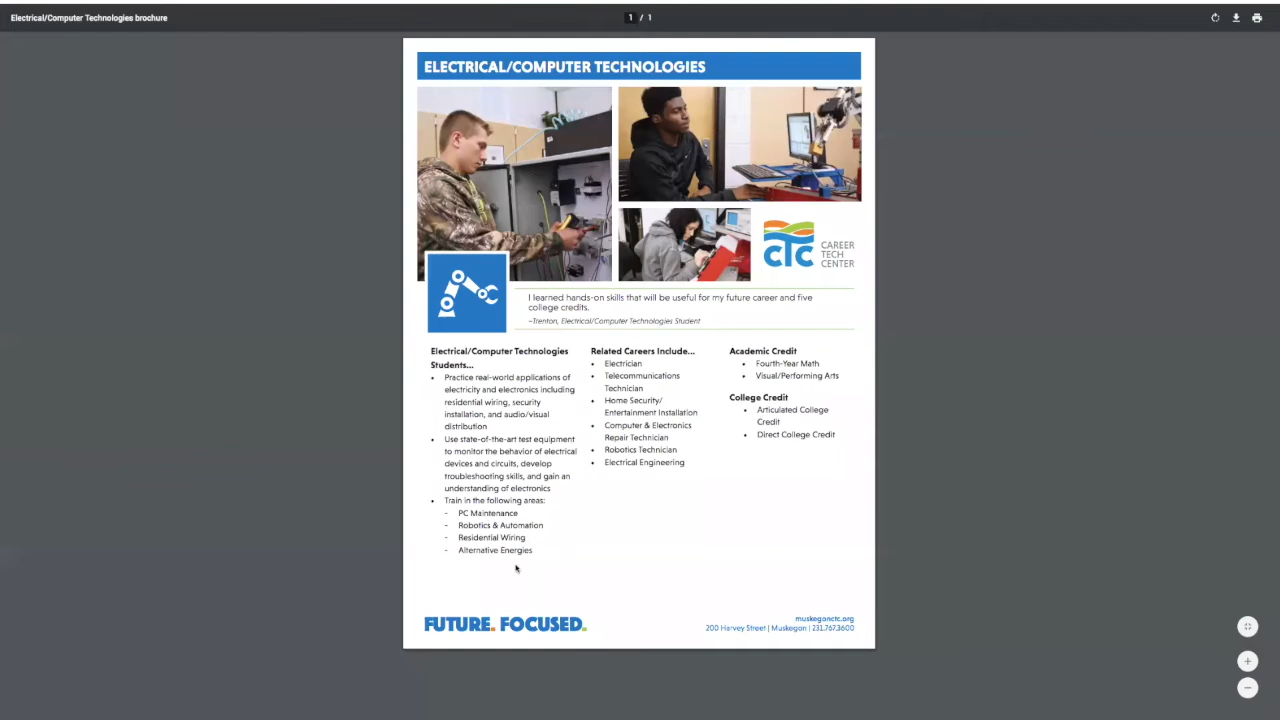 Electrical/Computer Technologies brochure
1 / 1
ELECTRICAL/COMPUTER TECHNOLOGIES
CTC
CAREER
TECH
CENTER
I learned hands-on skills that will be useful for my future career and five
college credits.
–Trenton, Electrical/Computer Technologies Student
Electrical/Computer Technologies
Students...
• Practice real-world applications of
electricity and electronics including
residential wiring, security
installation, and audio/visual
distribution
• Use state-of-the-art test equipment
to monitor the behavior of electrical
devices and circuits, develop
troubleshooting skills, and gain an
understanding of electronics
• Train in the following areas:
- PC Maintenance
- Robotics & Automation
- Residential Wiring
- Alternative Energies
Related Careers Include...
• Electrician
• Telecommunications
Technician
• Home Security/
Entertainment Installation
• Computer & Electronics
Repair Technician
• Robotics Technician
• Electrical Engineering
Academic Credit
• Fourth-Year Math
• Visual/Performing Arts
College Credit
• Articulated College
Credit
• Direct College Credit
FUTURE. FOCUSED.
muskegonctc.org
200 Harvey Street | Muskegon | 231.767.3600